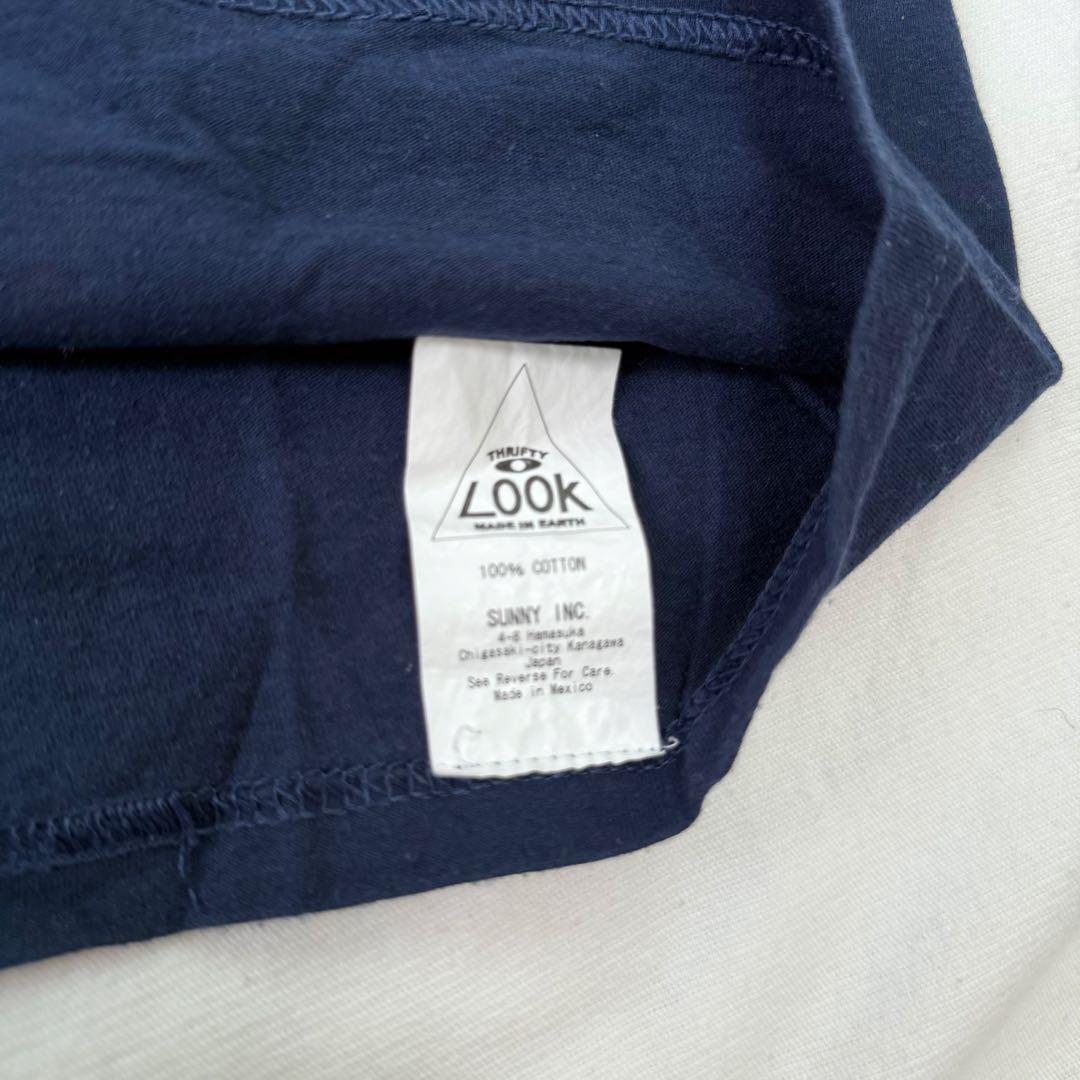 THRIFTY
LOOK
MADE IN EARTH
100% COTTON
SUNNY INC.
4-6 Hamasuka
Chigasaki-city Kanagawa
Japan
See Reverse For Care.
Made in Mexico